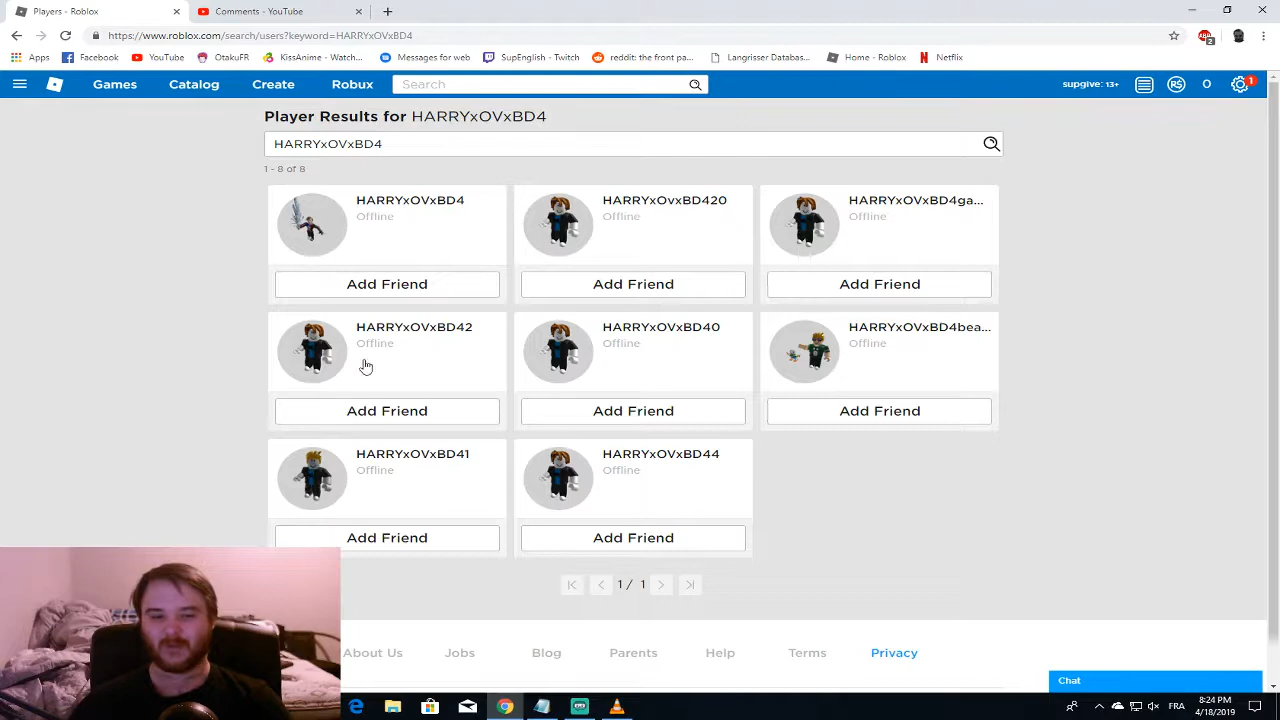 Players - Roblox
Comments - YouTube
https://www.roblox.com/search/users?keyword=HARRYxOVxBD4
2
Apps
Facebook
YouTube
OtakuFR
KissAnime - Watch...
Messages for web
SupEnglish - Twitch
reddit: the front pa...
Langrisser Databas...
Home - Roblox
Netflix
Games
Catalog
Create
Robux
Search
supgive: 13+
R$
0
1
Player Results for HARRYxOVxBD4
HARRYxOVxBD4
1 - 8 of 8
HARRYxOVxBD4
Offline
Add Friend
HARRYxOvxBD420
Offline
Add Friend
HARRYxOVxBD4ga...
Offline
Add Friend
HARRYxOVxBD42
Offline
Add Friend
HARRYxOVxBD40
Offline
Add Friend
HARRYxOVxBD4bea...
Offline
Add Friend
HARRYxOVxBD41
Offline
Add Friend
HARRYxOVxBD44
Offline
Add Friend
1 / 1
About Us
Jobs
Blog
Parents
Help
Terms
Privacy
Chat
FRA
8:24 PM
4/18/2019